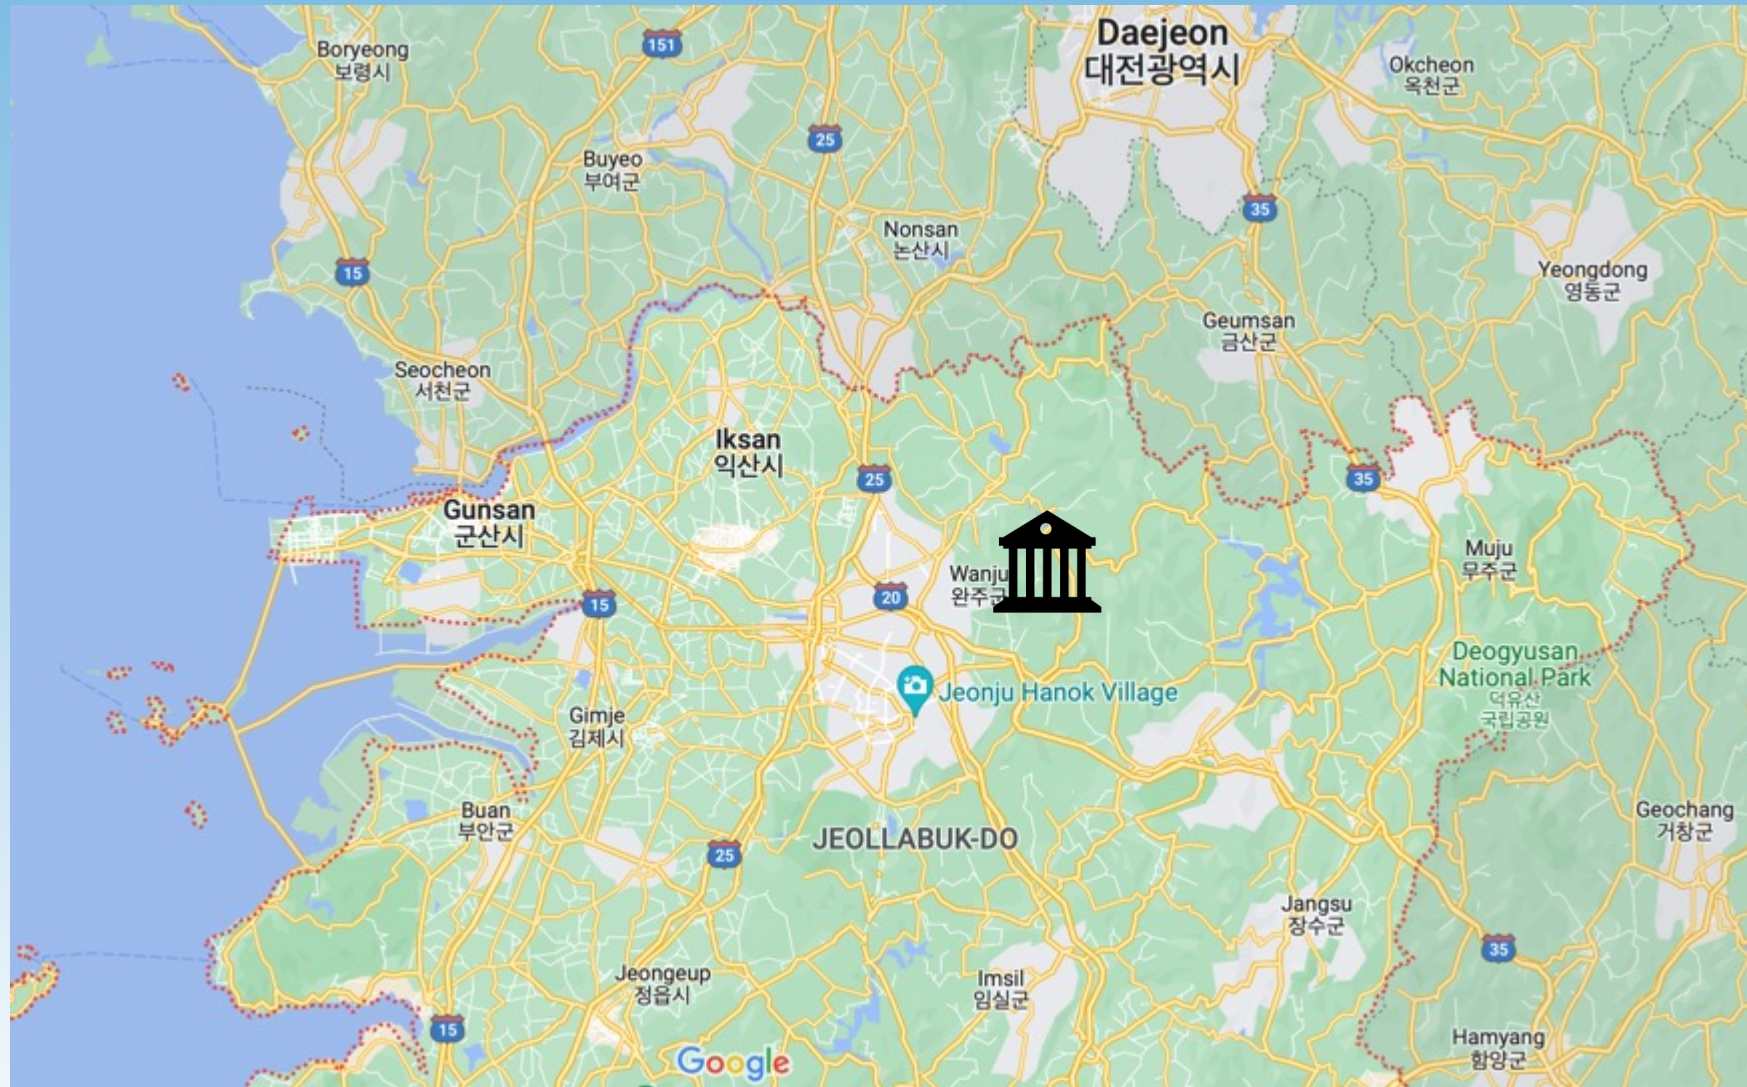 Boryeong
보령시
151
Daejeon
대전광역시
Okcheon
옥천군
25
Buyeo
부여군
35
Nonsan
논산시
15
Yeongdong
영동군
Geumsan
금산군
Seocheon
서천군
Iksan
익산시
25
35
Gunsan
군산시
Muju
무주군
Wanju
완주군
20
15
Deogyusan
National Park
덕유산
국립공원
Jeonju Hanok Village
Gimje
김제시
Buan
부안군
JEOLLABUK-DO
Geochang
거창군
25
Jangsu
장수군
35
Jeongeup
정읍시
Imsil
임실군
15
Hamyang
함양군
Google